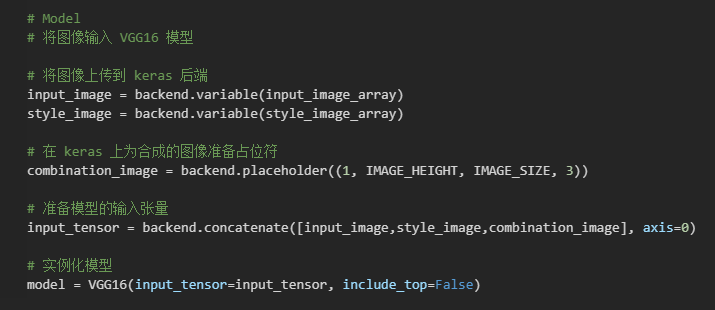 # Model
# 将图像输入 VGG16 模型
# 将图像上传到 keras 后端
input_image = backend.variable(input_image_array)
style_image = backend.variable(style_image_array)
# 在 keras 上为合成的图像准备占位符
combination_image = backend.placeholder((1, IMAGE_HEIGHT, IMAGE_SIZE, 3))
# 准备模型的输入张量
input_tensor = backend.concatenate([input_image,style_image,combination_image], axis=0)
# 实例化模型
model = VGG16(input_tensor=input_tensor, include_top=False)